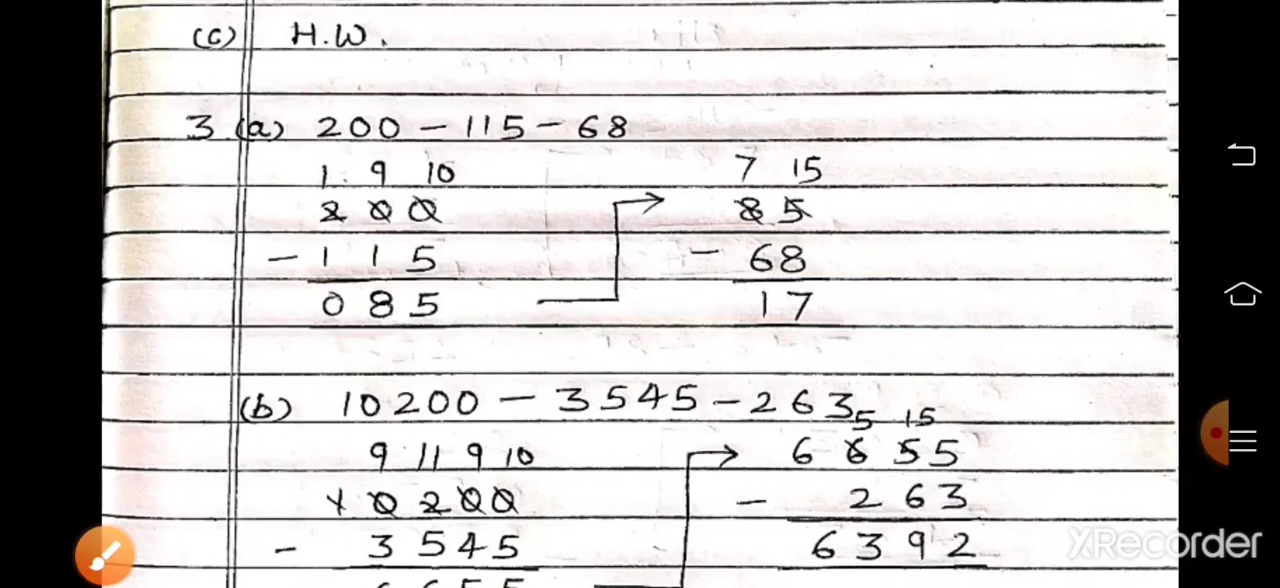 (c) H.W.
3 (a) 200 - 115 - 68
1 9 10
200
- 115
085
7 15
85
- 68
17
(b) 10200 - 3545 - 263
9 11 9 10
10200
- 3545
6655
5 15
6655
- 263
6392
XRecorder